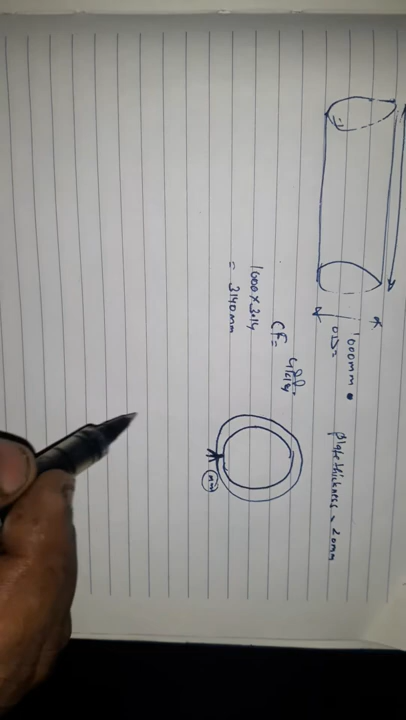 1000mm.
OD=
plate thickness = 20mm
CF=
1000×3.14
= 3140mm